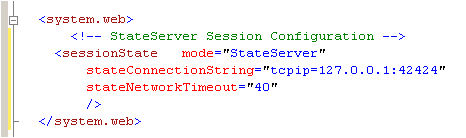 <system.web>
<!-- StateServer Session Configuration -->
<sessionState mode="StateServer"
stateConnectionString="tcpip=127.0.0.1:42424"
stateNetworkTimeout="40"
/>
</system.web>